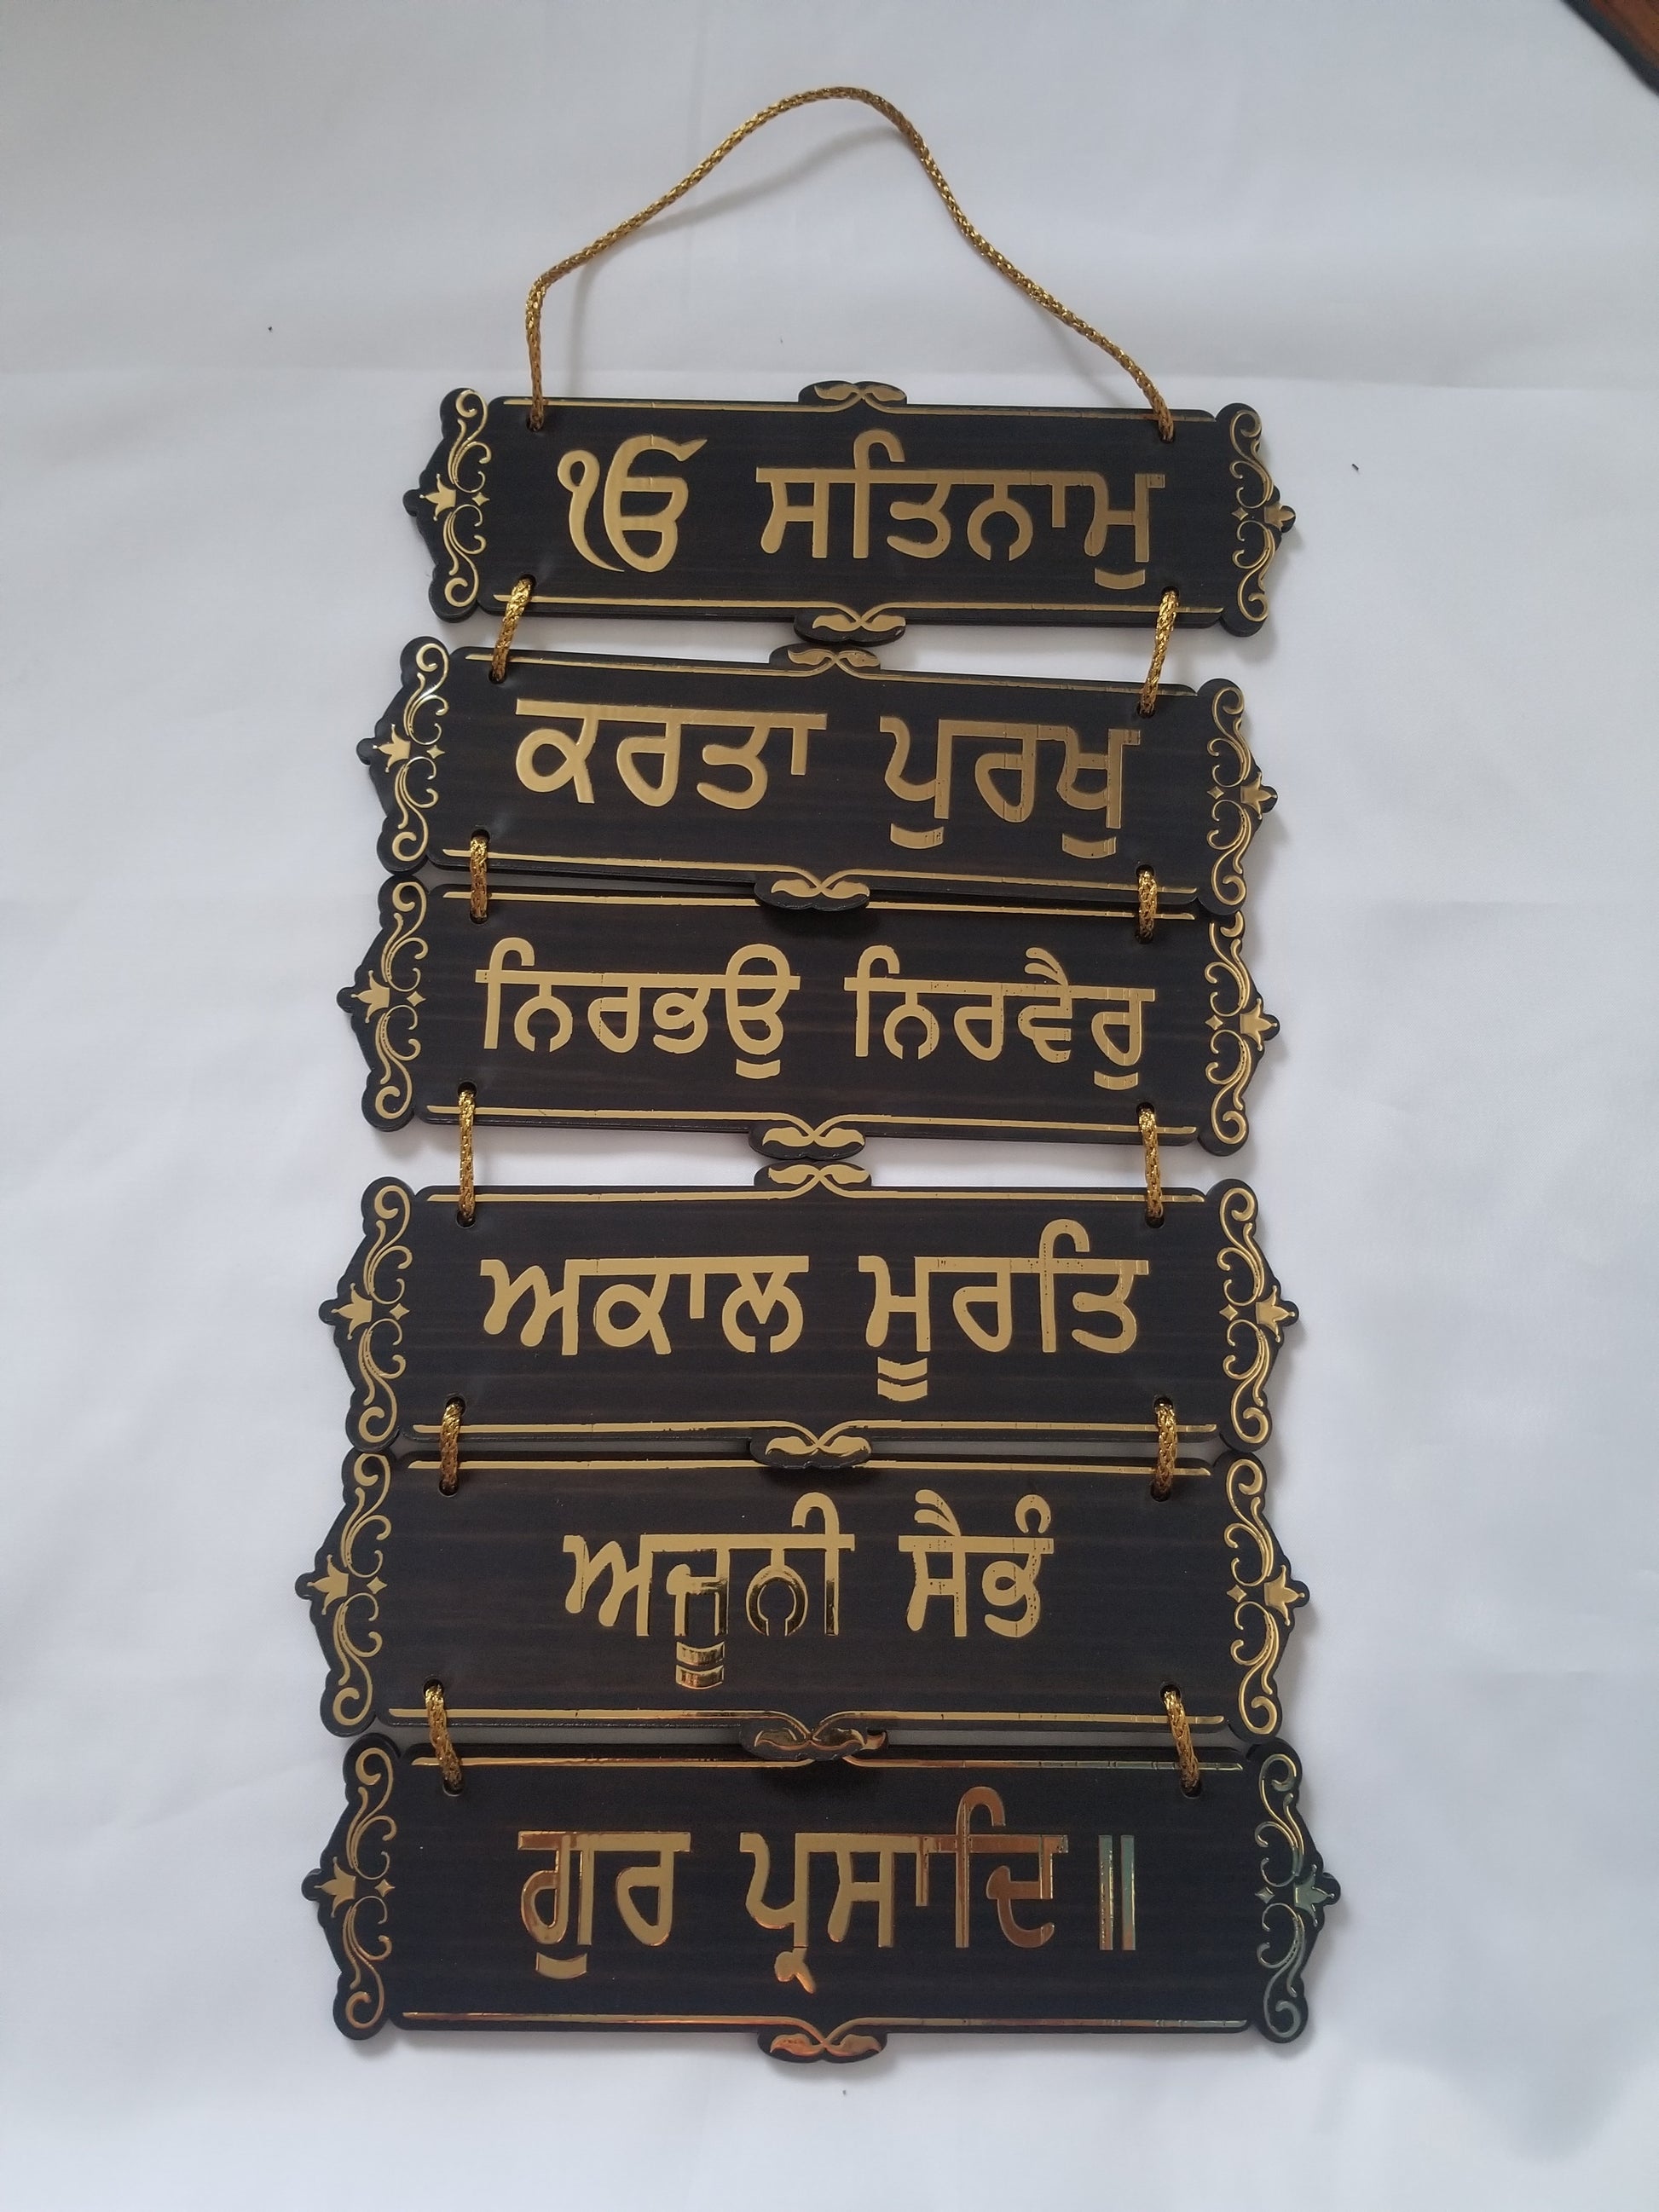 ੴ ਸਤਿਨਾਮੁ
ਕਰਤਾ ਪੁਰਖੁ
ਨਿਰਭਉ ਨਿਰਵੈਰੁ
ਅਕਾਲ ਮੂਰਤਿ
ਅਜੂਨੀ ਸੈਭੰ
ਗੁਰ ਪ੍ਰਸਾਦਿ ॥